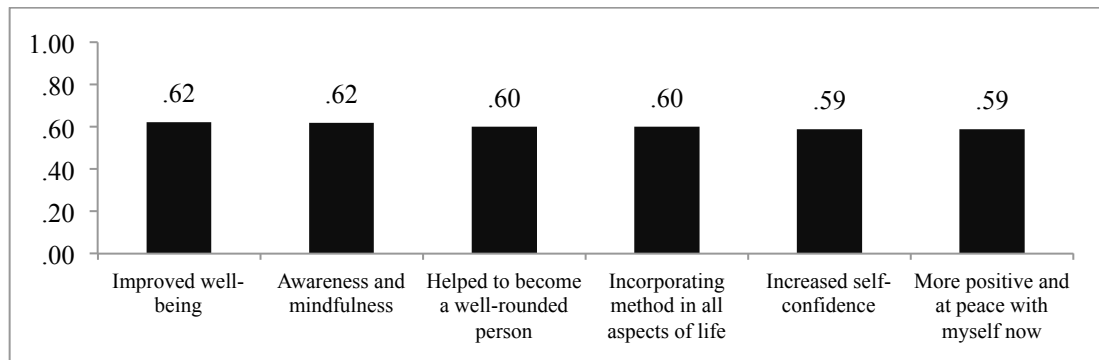 1.00
.80
.60
.40
.20
.00
.62
.62
.60
.60
.59
.59
Improved well-
being
Awareness and
mindfulness
Helped to become
a well-rounded
person
Incorporating
method in all
aspects of life
Increased self-
confidence
More positive and
at peace with
myself now